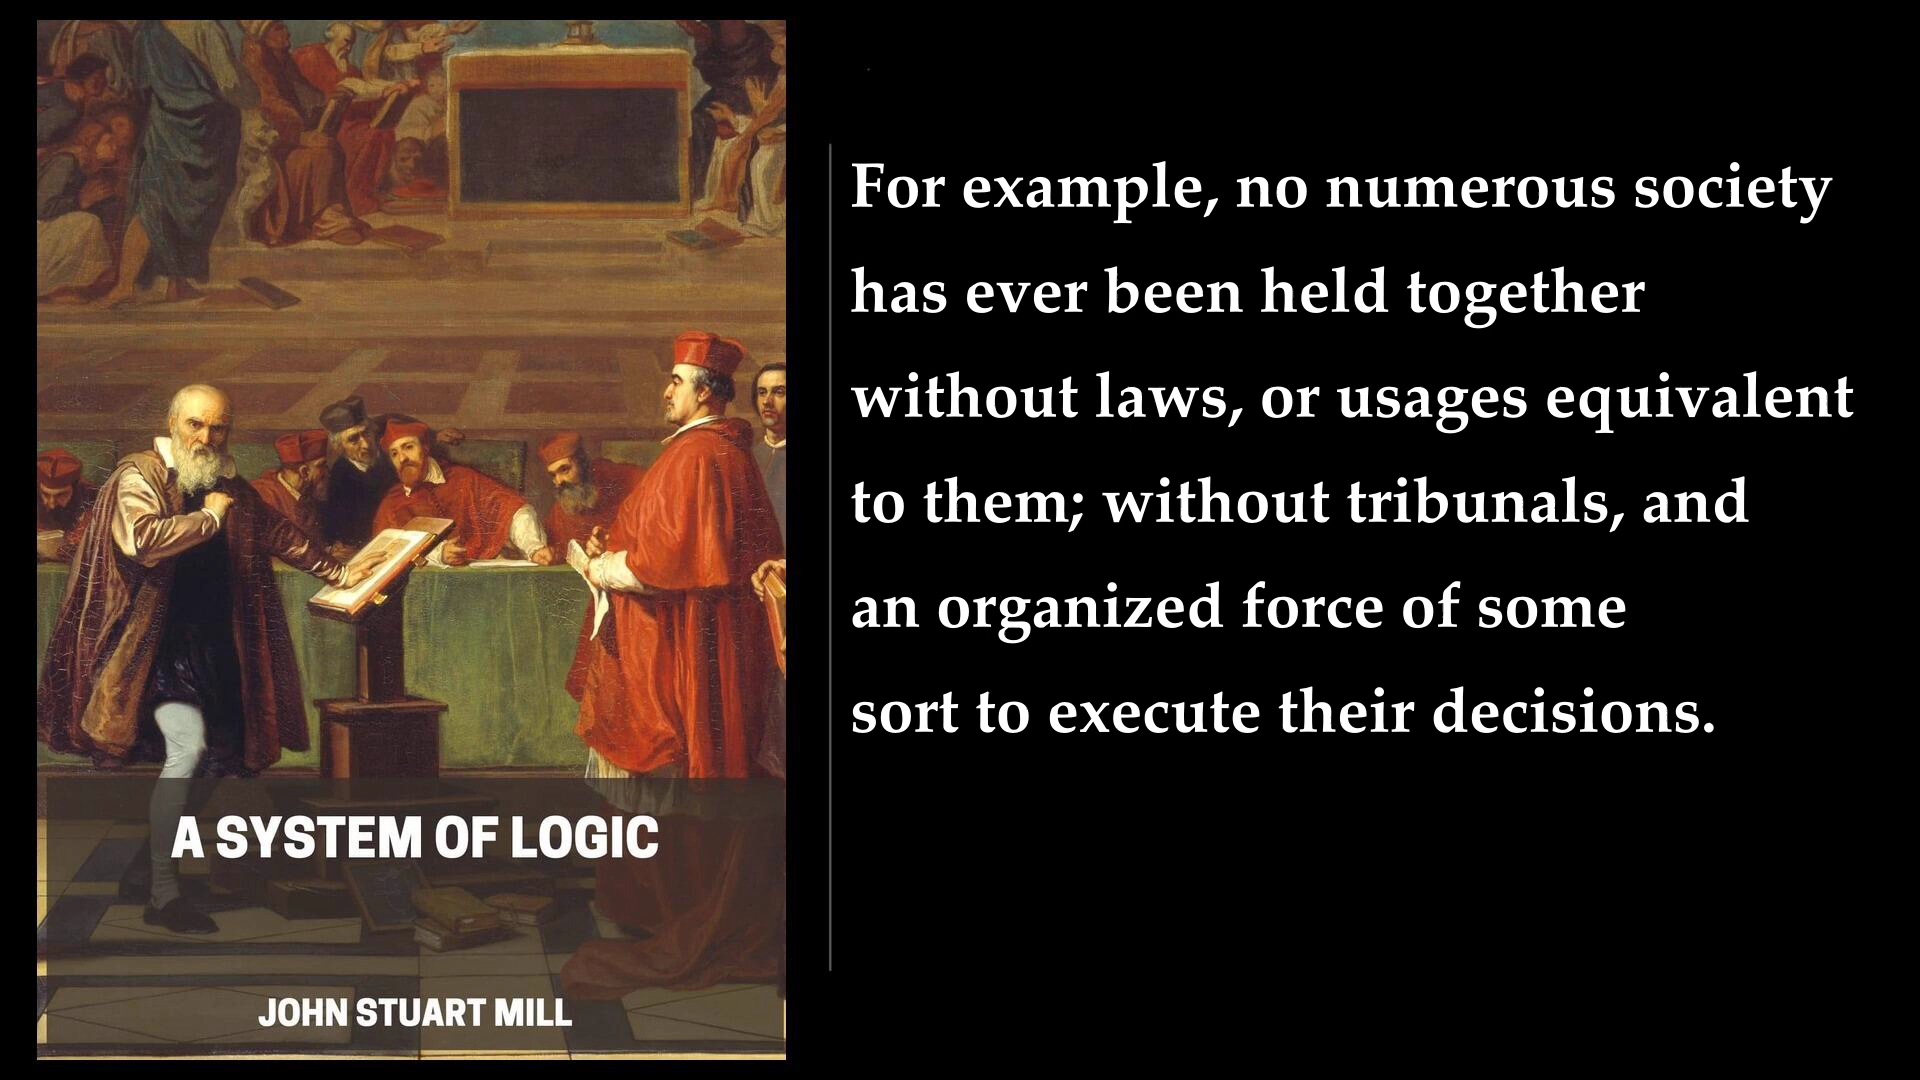 A SYSTEM OF LOGIC
JOHN STUART MILL
For example, no numerous society
has ever been held together
without laws, or usages equivalent
to them; without tribunals, and
an organized force of some
sort to execute their decisions.